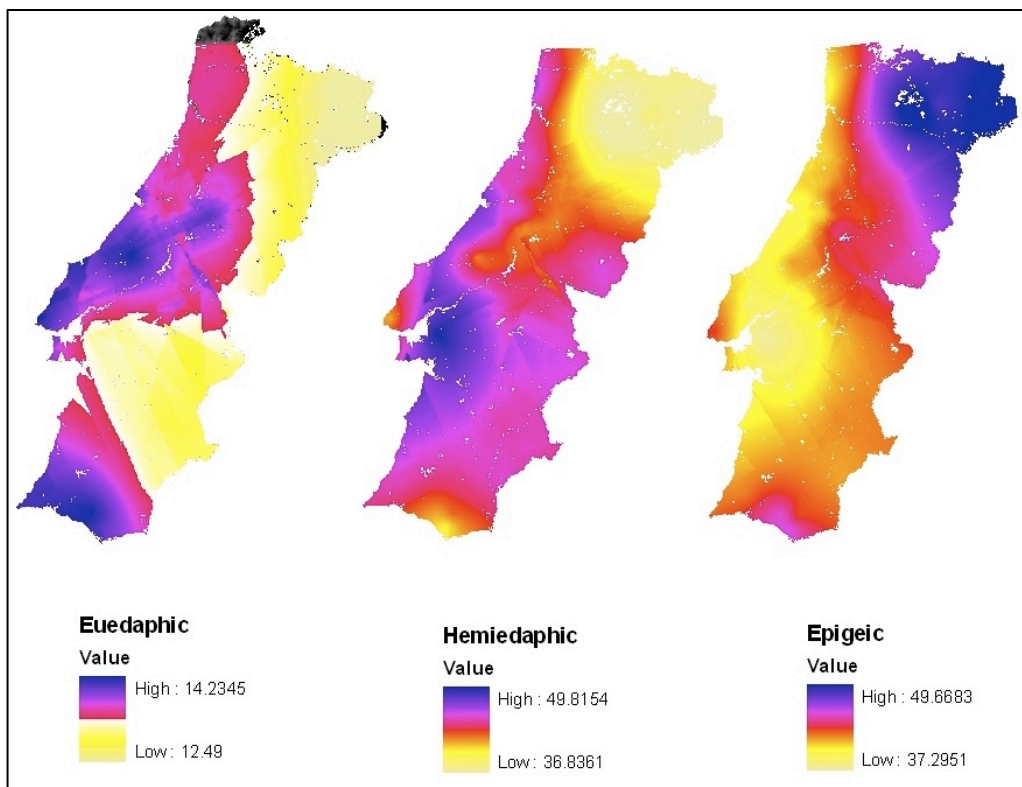 Euedaphic
Value
High : 14.2345
Low : 12.49
Hemiedaphic
Value
High : 49.8154
Low : 36.8361
Epigeic
Value
High : 49.6683
Low : 37.2951